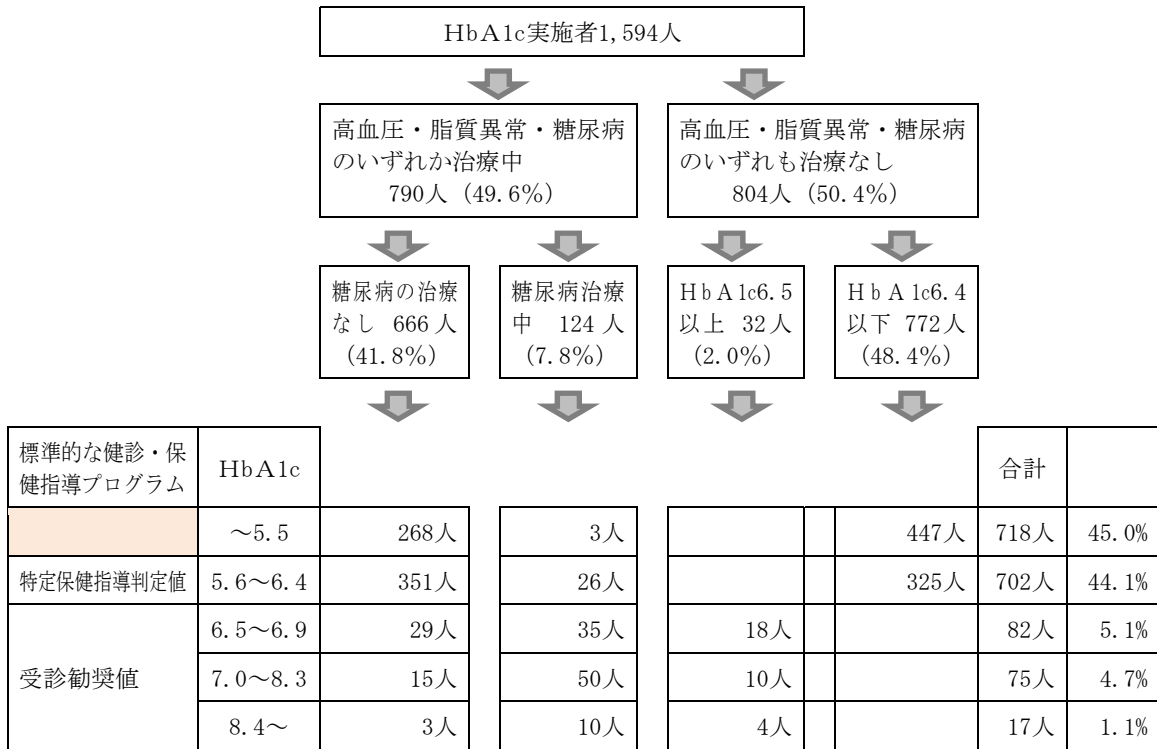 HbA1c実施者1,594人
高血圧・脂質異常・糖尿病
のいずれか治療中
790人（49.6％）
高血圧・脂質異常・糖尿病
のいずれも治療なし
804人（50.4％）
糖尿病の治療
なし 666人
（41.8％）
糖尿病治療
中 124人
（7.8％）
HbA1c6.5
以上 32人
（2.0％）
HbA1c6.4
以下 772人
（48.4％）
標準的な健診・保
健指導プログラム
HbA1c 合計
～5.5 268人 3人 447人 718人 45.0%
特定保健指導判定値 5.6～6.4 351人 26人 325人 702人 44.1%
6.5～6.9 29人 35人 18人 82人 5.1%
受診勧奨値 7.0～8.3 15人 50人 10人 75人 4.7%
8.4～ 3人 10人 4人 17人 1.1%